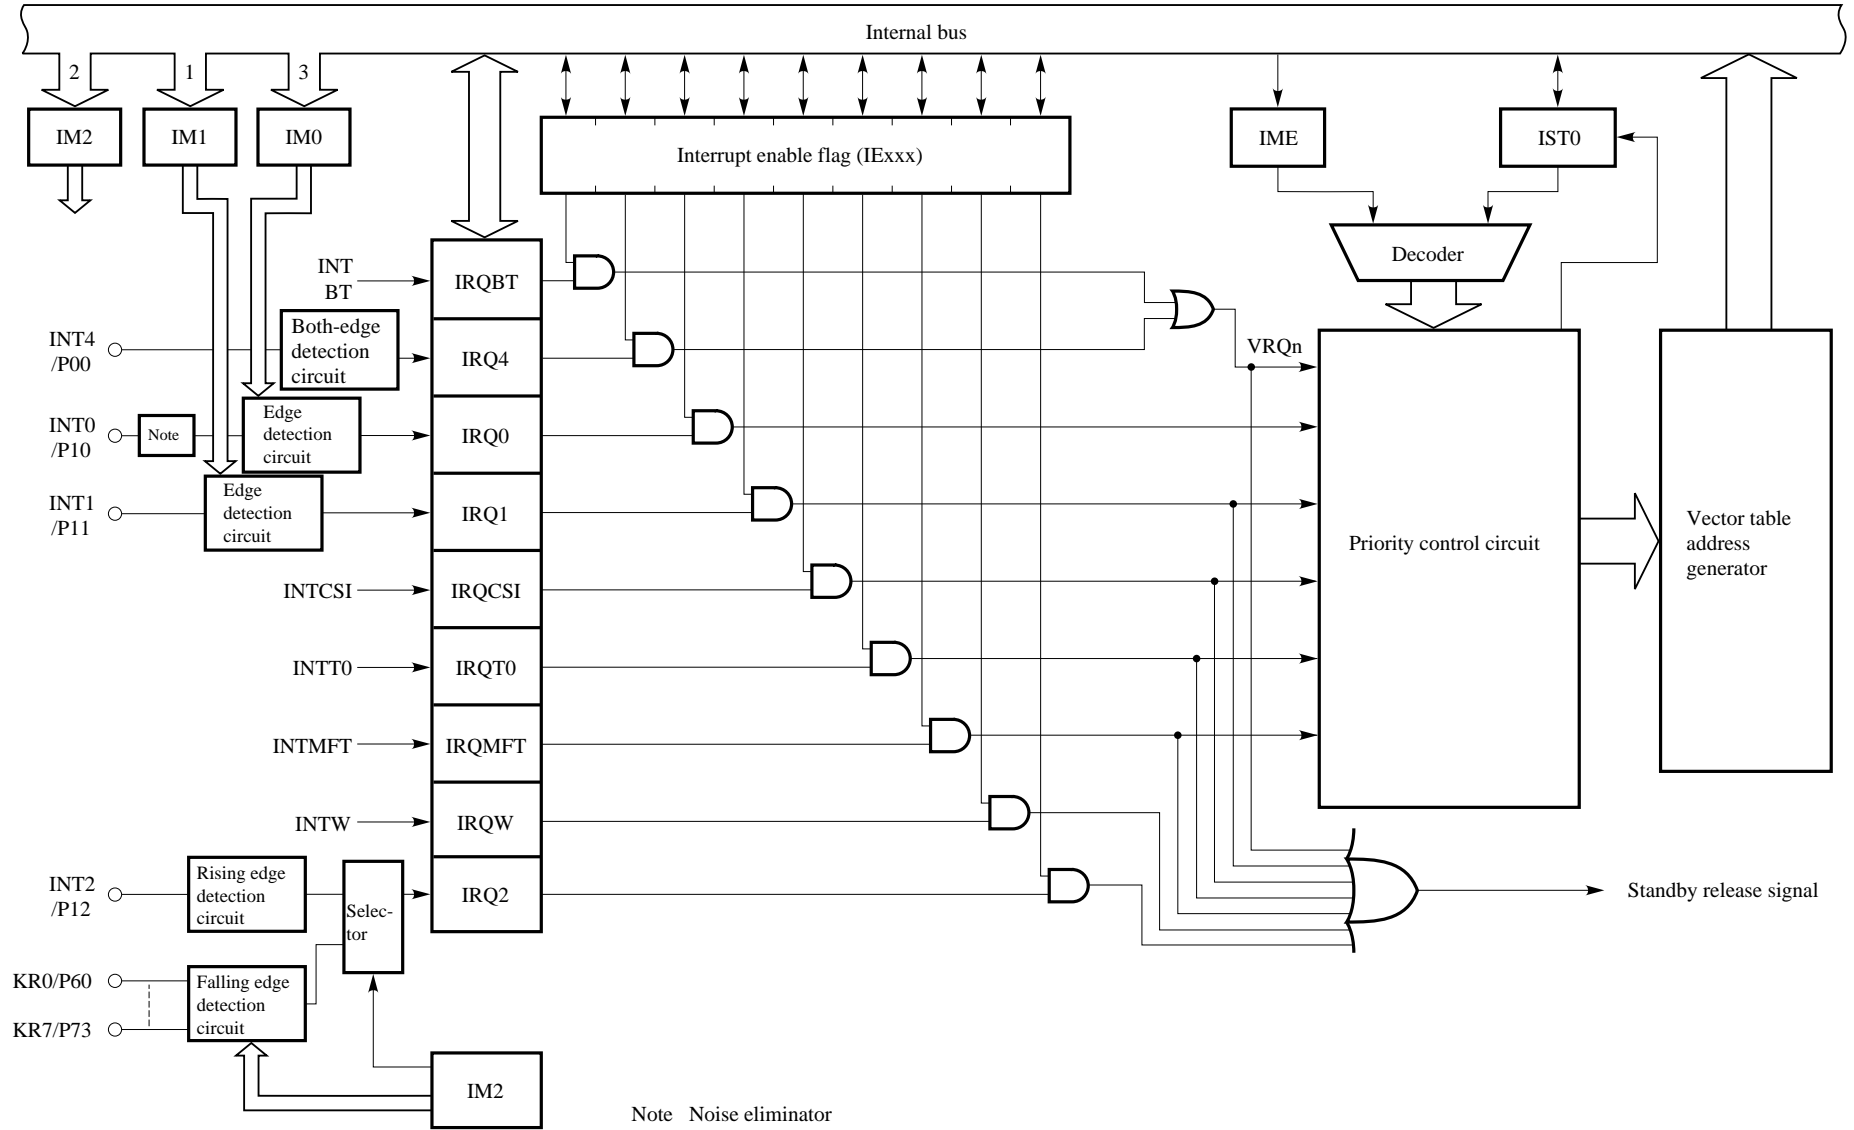 Internal bus
2
1
3
IM2
IM1
IM0
Interrupt enable flag (IExxx)
IME
IST0
Decoder
INT
BT
IRQBT
INT4
/P00
Both-edge
detection
circuit
IRQ4
VRQn
INT0
/P10
Note
Edge
detection
circuit
IRQ0
INT1
/P11
Edge
detection
circuit
IRQ1
Priority control circuit
Vector table
address
generator
INTCSI
IRQCSI
INTT0
IRQT0
INTMFT
IRQMFT
INTW
IRQW
INT2
/P12
Rising edge
detection
circuit
Selec-
tor
IRQ2
Standby release signal
KR0/P60
KR7/P73
Falling edge
detection
circuit
IM2
Note Noise eliminator